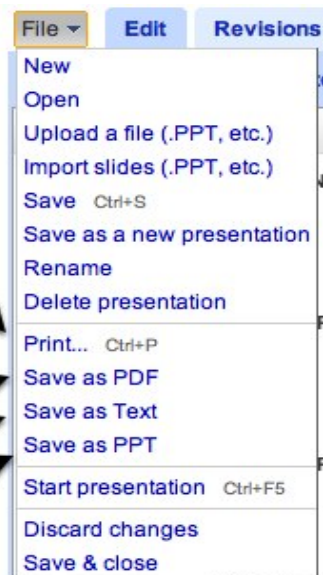 File Edit Revisions
New
Open
Upload a file (.PPT, etc.)
Import slides (.PPT, etc.)
Save Ctrl+S
Save as a new presentation
Rename
Delete presentation
Print... Ctrl+P
Save as PDF
Save as Text
Save as PPT
Start presentation Ctrl+F5
Discard changes
Save & close